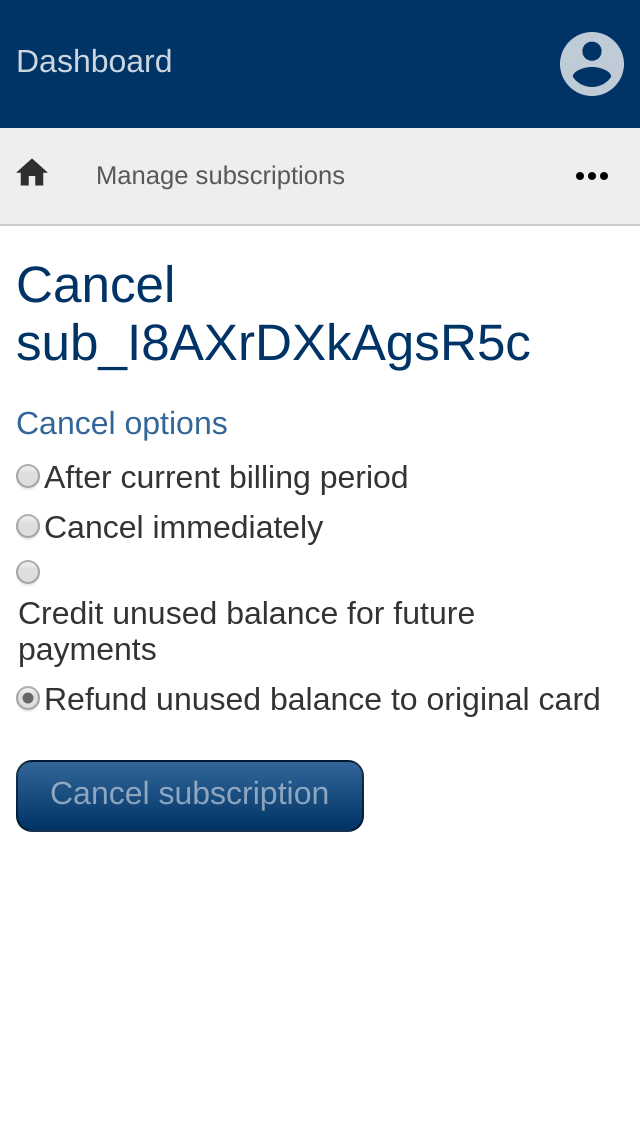 Dashboard
Manage subscriptions
Cancel
sub_I8AXrDXkAgsR5c
Cancel options
After current billing period
Cancel immediately
Credit unused balance for future
payments
Refund unused balance to original card
Cancel subscription